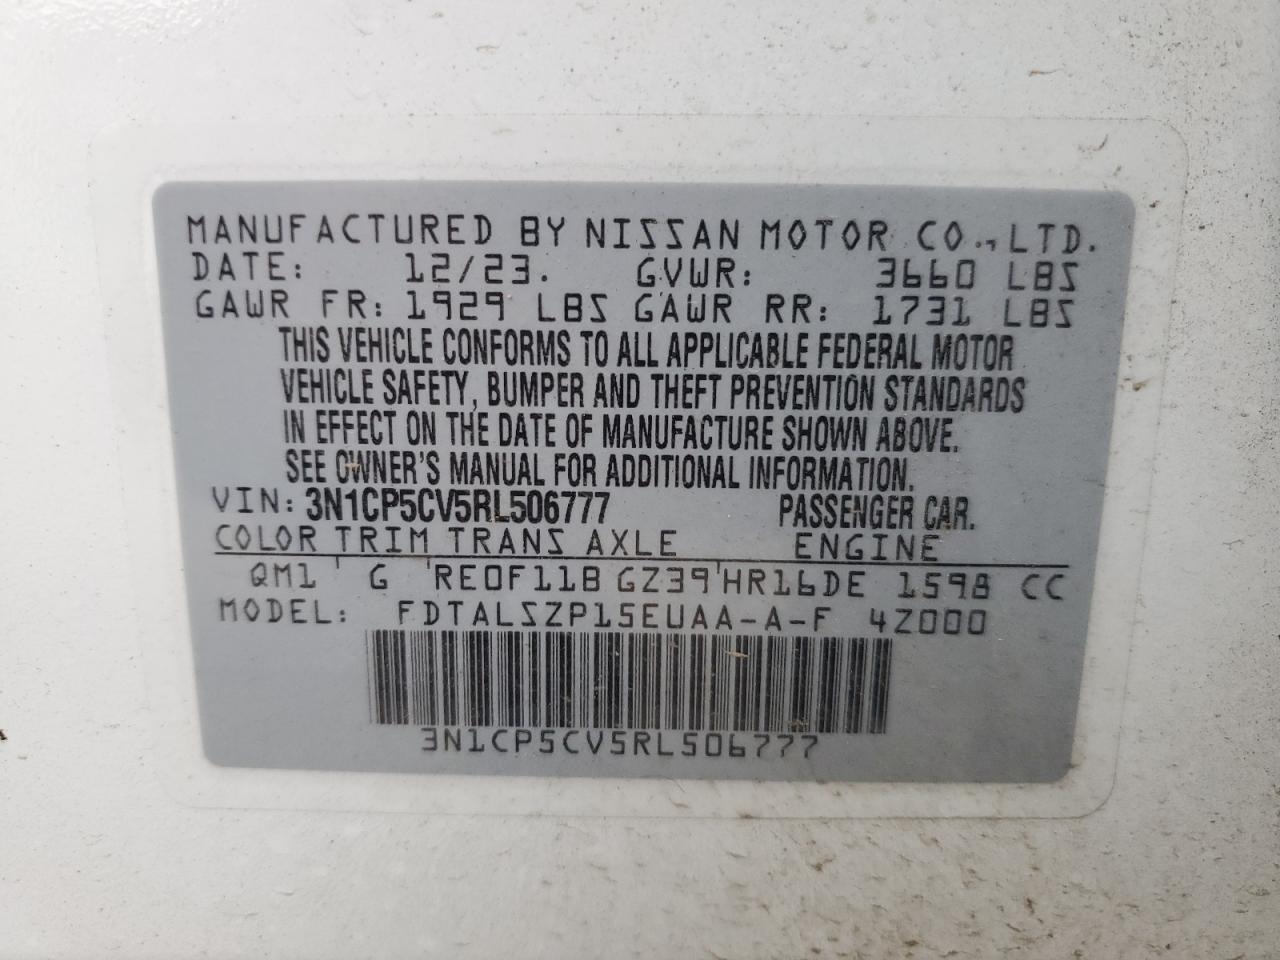 MANUFACTURED BY NISSAN MOTOR CO., LTD.
DATE: 12/23. GVWR: 3660 LBS
GAWR FR: 1929 LBS GAWR RR: 1731 LBS
THIS VEHICLE CONFORMS TO ALL APPLICABLE FEDERAL MOTOR
VEHICLE SAFETY, BUMPER AND THEFT PREVENTION STANDARDS
IN EFFECT ON THE DATE OF MANUFACTURE SHOWN ABOVE.
SEE OWNER'S MANUAL FOR ADDITIONAL INFORMATION.
VIN: 3N1CP5CV5RL506777 PASSENGER CAR.
COLOR TRIM TRANS AXLE ENGINE
QM1 ' G ' RE0F11B GZ39'HR16DE 1598 CC
MODEL: FDTALSZP15EUAA-A-F 4Z000
3N1CP5CV5RL506777